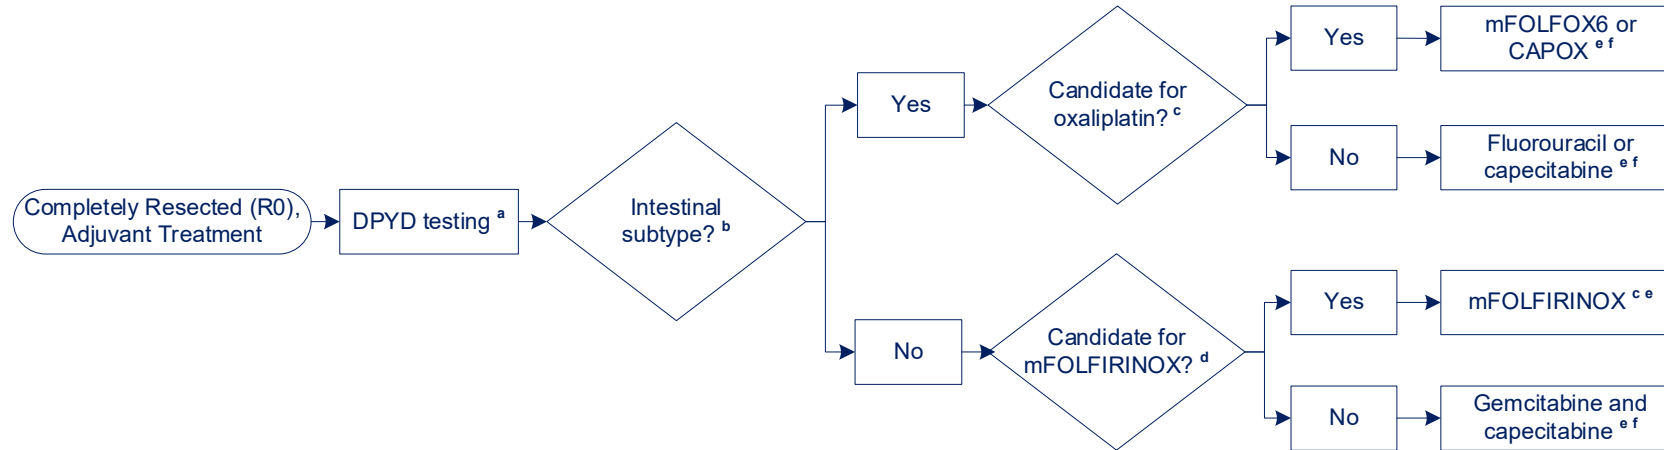 Completely Resected (R0),
Adjuvant Treatment
DPYD testing a
Intestinal
subtype? b
Yes
Candidate for
oxaliplatin? c
Yes
mFOLFOX6 or
CAPOX e f
No
Fluorouracil or
capecitabine e f
No
Candidate for
mFOLFIRINOX? d
Yes
mFOLFIRINOX c e
No
Gemcitabine and
capecitabine e f